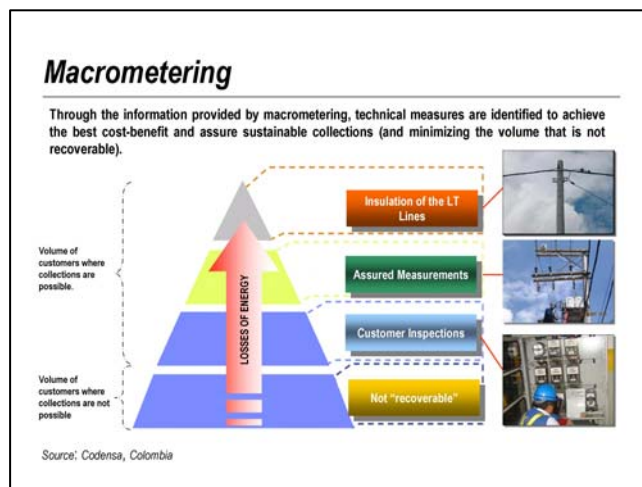 Macrometering
Through the information provided by macrometering, technical measures are identified to achieve
the best cost-benefit and assure sustainable collections (and minimizing the volume that is not
recoverable).
Volume of
customers where
collections are
possible.
Volume of
customers where
collections are not
possible
LOSSES OF ENERGY
Insulation of the LT
Lines
Assured Measurements
Customer Inspections
Not “recoverable”
Source: Codensa, Colombia